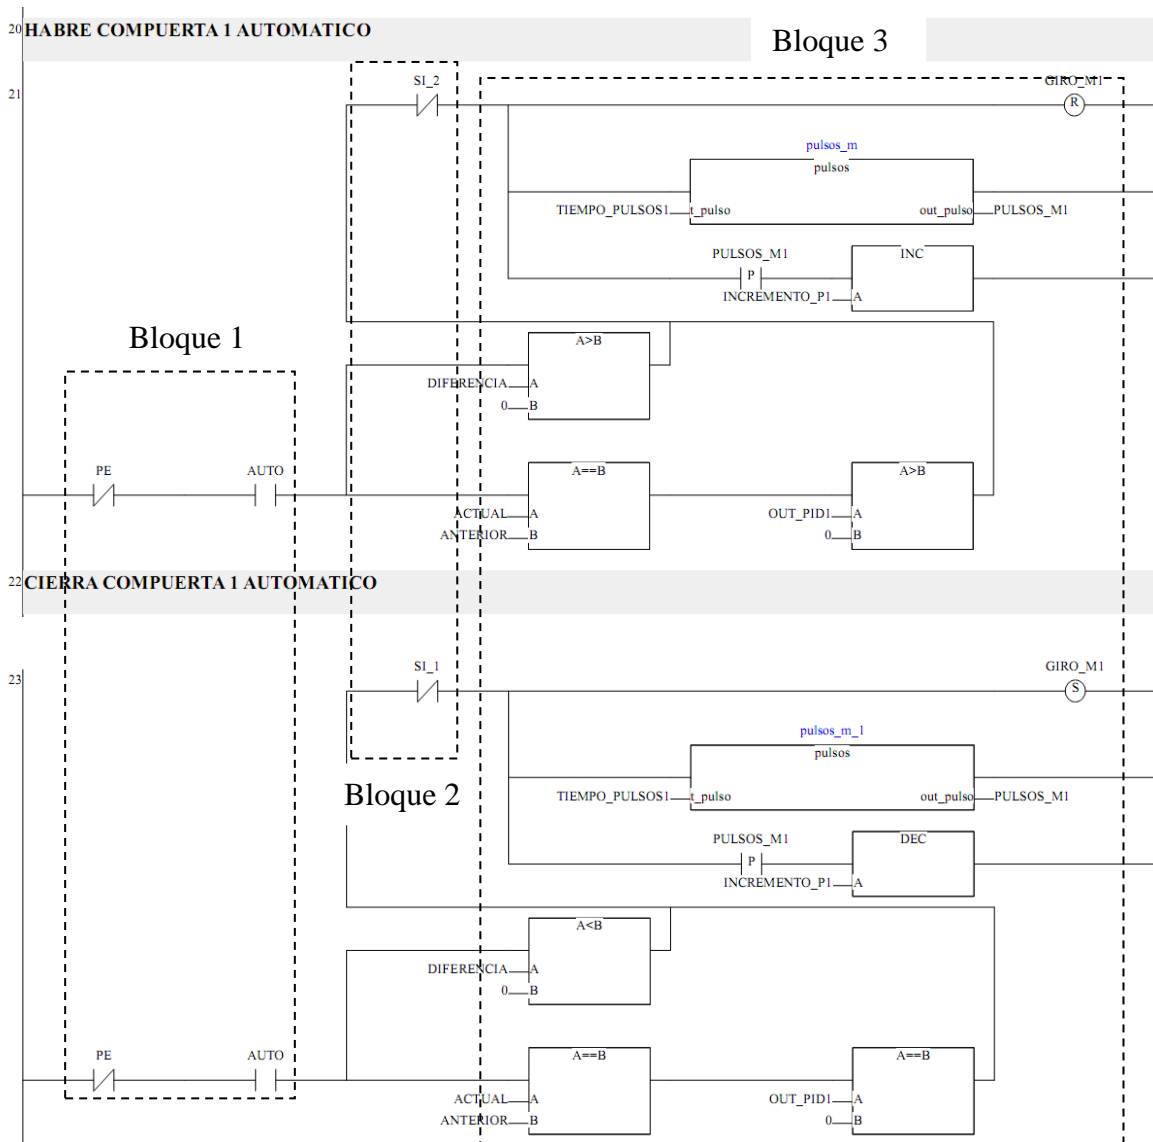 20 HABRE COMPUERTA 1 AUTOMATICO
Bloque 3
21
SI_2
GIRO_M1
R
pulsos_m
pulsos
TIEMPO_PULSOS1 t_pulso out_pulso PULSOS_M1
PULSOS_M1
P
INC
INCREMENTO_P1 A
Bloque 1
A>B
DIFERENCIA A
0 B
PE AUTO
A==B
A>B
ACTUAL A
OUT_PID1 A
ANTERIOR B
0 B
22 CIERRA COMPUERTA 1 AUTOMATICO
23
SI_1
GIRO_M1
S
pulsos_m_1
pulsos
Bloque 2
TIEMPO_PULSOS1 t_pulso out_pulso PULSOS_M1
PULSOS_M1
P
DEC
INCREMENTO_P1 A
A<B
DIFERENCIA A
0 B
PE AUTO
A==B
A==B
ACTUAL A
OUT_PID1 A
ANTERIOR B
0 B